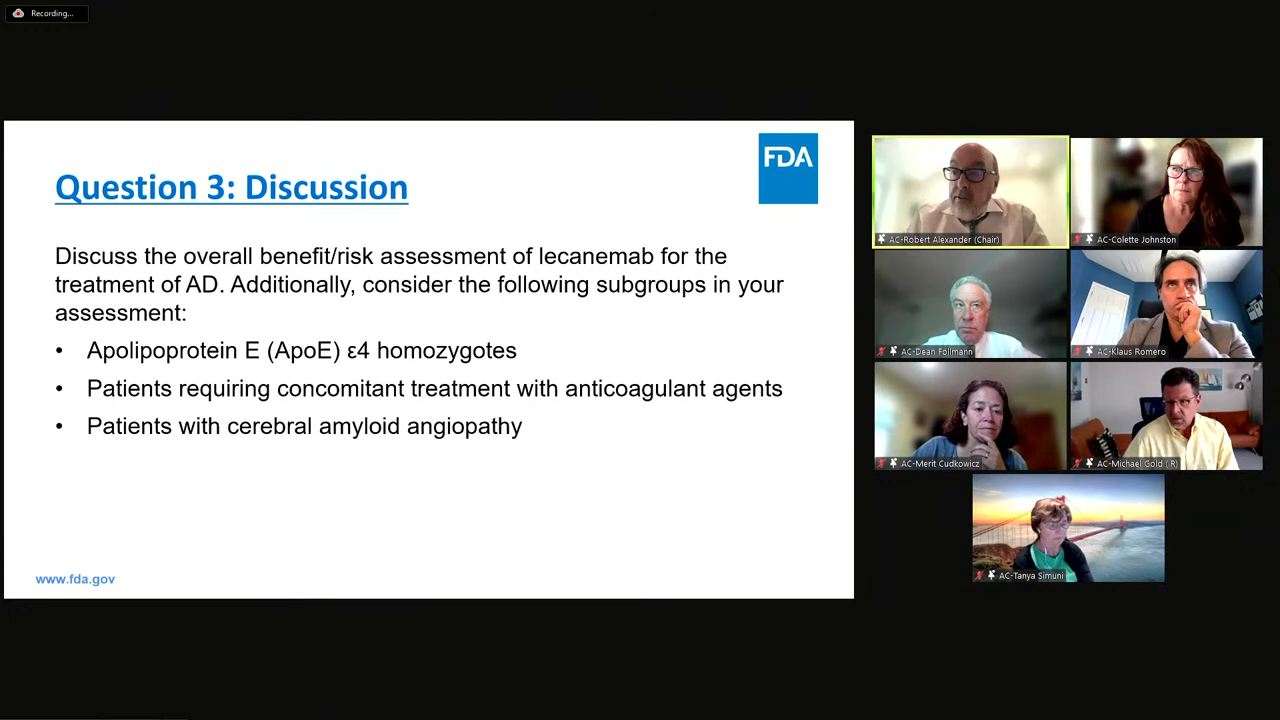 Recording...
FDA
Question 3: Discussion
Discuss the overall benefit/risk assessment of lecanemab for the
treatment of AD. Additionally, consider the following subgroups in your
assessment:
• Apolipoprotein E (ApoE) ε4 homozygotes
• Patients requiring concomitant treatment with anticoagulant agents
• Patients with cerebral amyloid angiopathy
www.fda.gov
AC-Robert Alexander (Chair)
AC-Colette Johnston
AC-Dean Follmann
AC-Klaus Romero
AC-Merit Cudkowicz
AC-Michael Gold (IR)
AC-Tanya Simuni